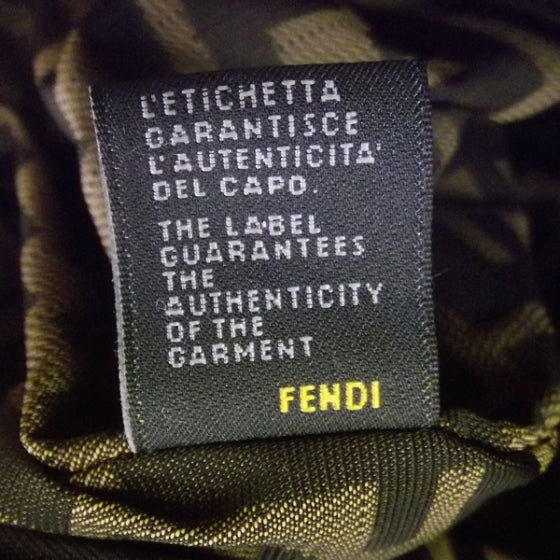 L'ETICHETTA
GARANTISCE
L'AUTENTICITA'
DEL CAPO.
THE LABEL
GUARANTEES
THE
AUTHENTICITY
OF THE
GARMENT
FENDI